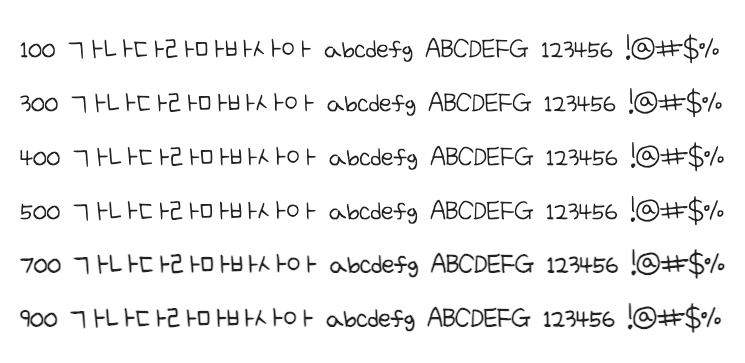 100 가나다라마바사아 abcdefg ABCDEFG 123456 !@#$%
300 가나다라마바사아 abcdefg ABCDEFG 123456 !@#$%
400 가나다라마바사아 abcdefg ABCDEFG 123456 !@#$%
500 가나다라마바사아 abcdefg ABCDEFG 123456 !@#$%
700 가나다라마바사아 abcdefg ABCDEFG 123456 !@#$%
900 가나다라마바사아 abcdefg ABCDEFG 123456 !@#$%